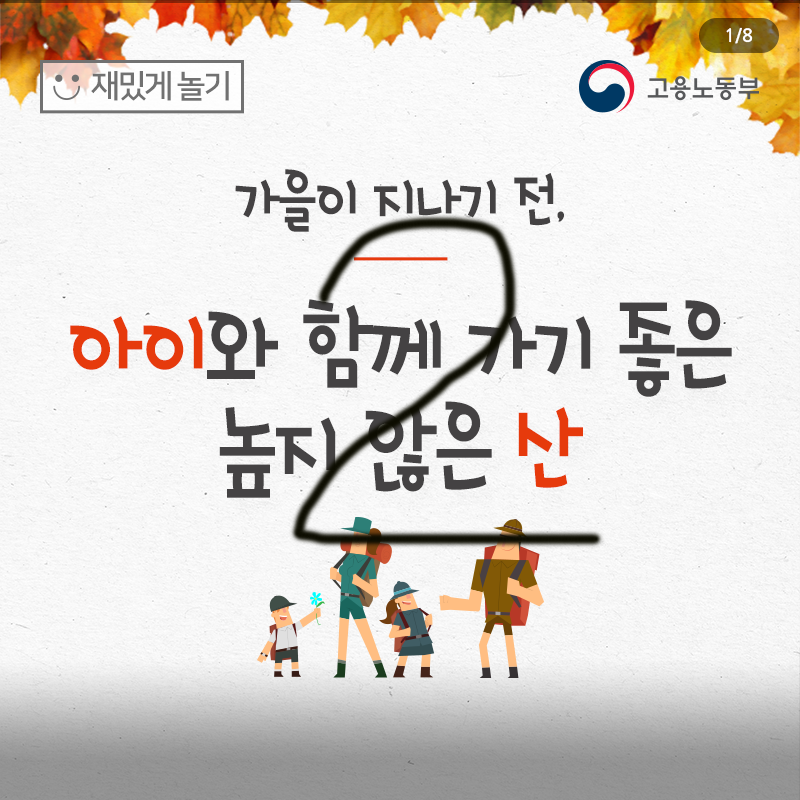 1/8
재밌게 놀기
고용노동부
가을이 지나기 전,
아이와 함께 가기 좋은
높지 않은 산
2